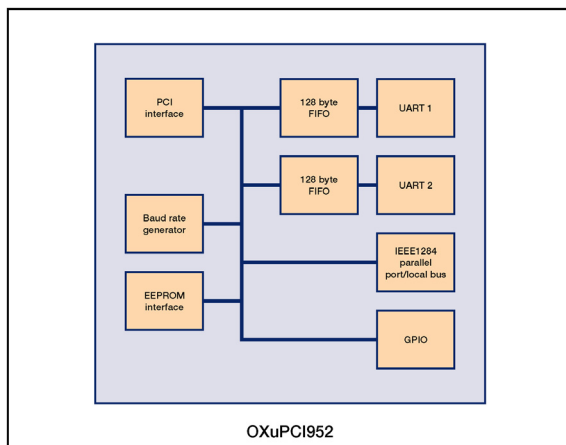 PCI
interface
128 byte
FIFO
UART 1
128 byte
FIFO
UART 2
Baud rate
generator
IEEE1284
parallel
port/local bus
EEPROM
interface
GPIO
OXuPCI952